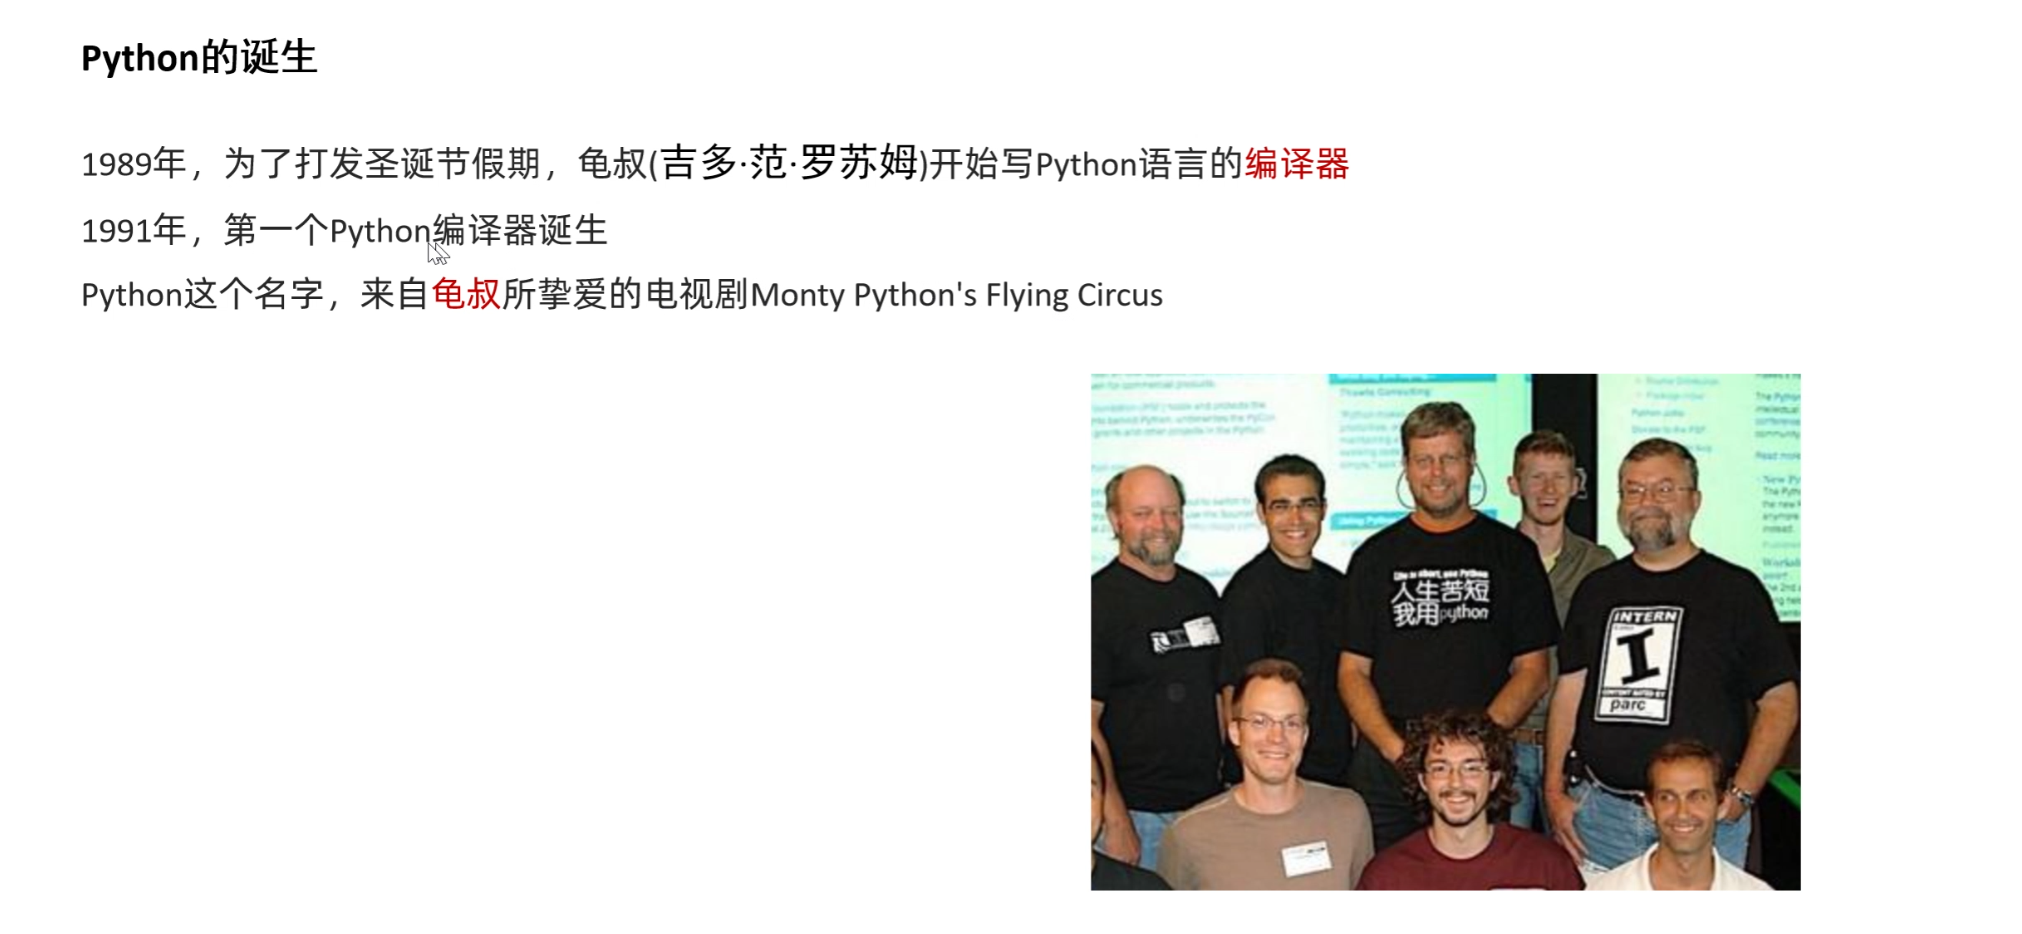 Python的诞生
1989年，为了打发圣诞节假期，龟叔(吉多·范·罗苏姆)开始写Python语言的编译器
1991年，第一个Python编译器诞生
Python这个名字，来自龟叔所挚爱的电视剧Monty Python's Flying Circus
Life is short, use Python
人生苦短
我用python
INTERN
I
CONTENT RATED BY
parc